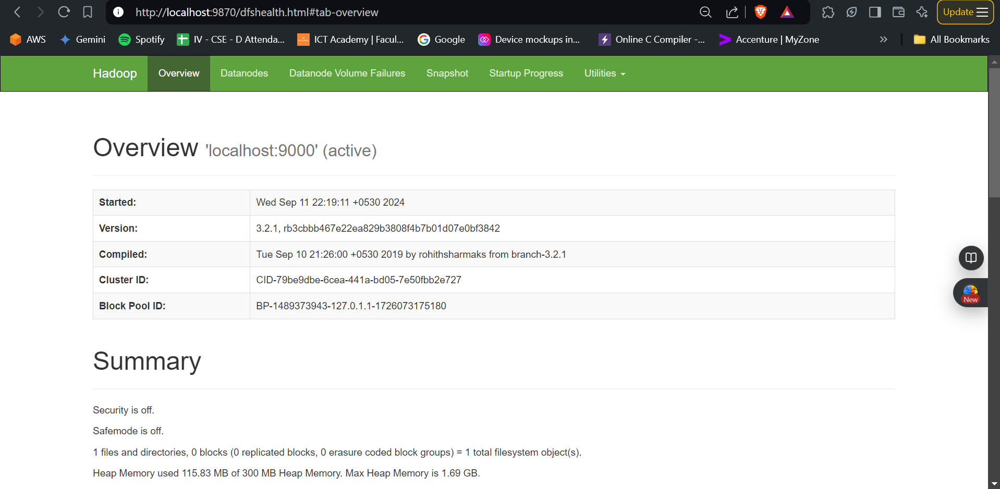 http://localhost:9870/dfshealth.html#tab-overview
Update
AWS Gemini Spotify IV - CSE - D Attenda... ICT Academy | Facul... Google Device mockups in... Online C Compiler -... Accenture | MyZone » All Bookmarks
Hadoop Overview Datanodes Datanode Volume Failures Snapshot Startup Progress Utilities
Overview 'localhost:9000' (active)
Started: Wed Sep 11 22:19:11 +0530 2024
Version: 3.2.1, rb3cbbb467e22ea829b3808f4b7b01d07e0bf3842
Compiled: Tue Sep 10 21:26:00 +0530 2019 by rohithsharmaks from branch-3.2.1
Cluster ID: CID-79be9dbe-6cea-441a-bd05-7e50fbb2e727
Block Pool ID: BP-1489373943-127.0.1.1-1726073175180
New
Summary
Security is off.
Safemode is off.
1 files and directories, 0 blocks (0 replicated blocks, 0 erasure coded block groups) = 1 total filesystem object(s).
Heap Memory used 115.83 MB of 300 MB Heap Memory. Max Heap Memory is 1.69 GB.